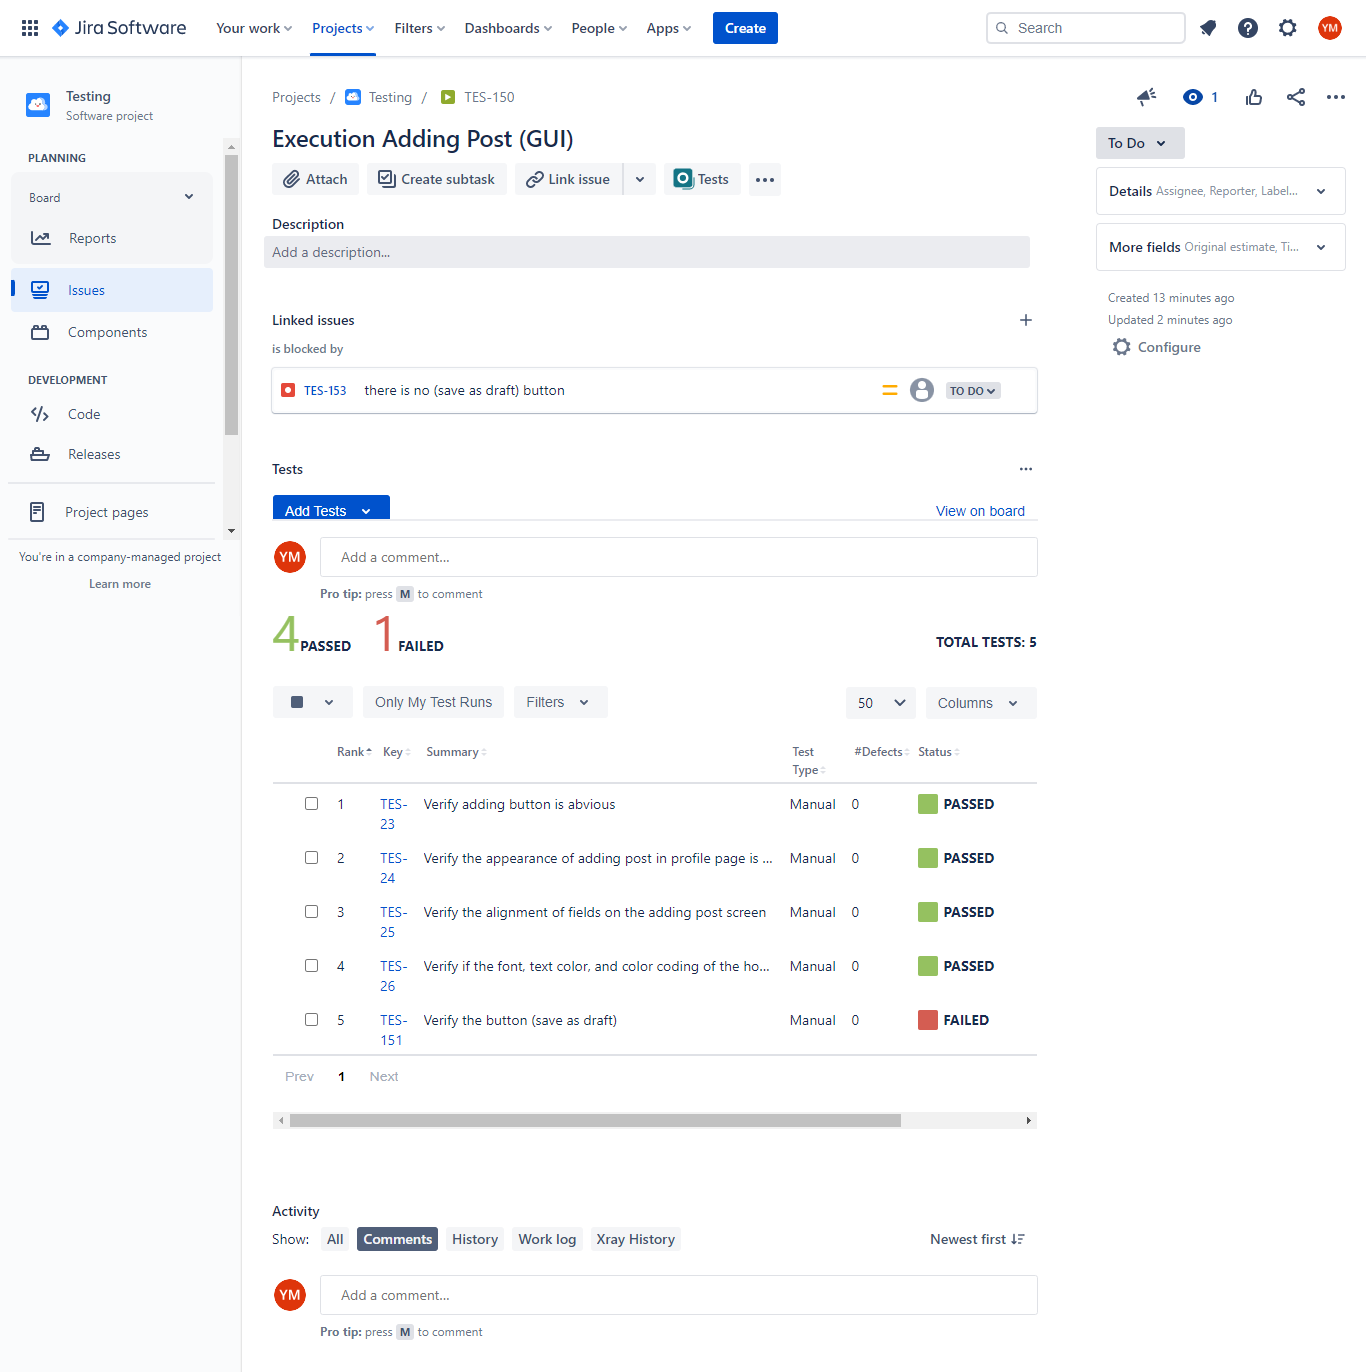 Jira Software Your work Projects Filters Dashboards People Apps Create Search YM
Testing
Software project
PLANNING
Board
Reports
Issues
Components
DEVELOPMENT
Code
Releases
Project pages
You're in a company-managed project
Learn more
Projects / Testing / TES-150
1
Execution Adding Post (GUI)
Attach Create subtask Link issue Tests
Description
Add a description...
Linked issues
is blocked by
TES-153 there is no (save as draft) button TO DO
Tests
Add Tests View on board
YM Add a comment...
Pro tip: press M to comment
4 PASSED 1 FAILED TOTAL TESTS: 5
Only My Test Runs Filters 50 Columns
Rank Key Summary Test Type #Defects Status
1 TES-23 Verify adding button is abvious Manual 0 PASSED
2 TES-24 Verify the appearance of adding post in profile page is ... Manual 0 PASSED
3 TES-25 Verify the alignment of fields on the adding post screen Manual 0 PASSED
4 TES-26 Verify if the font, text color, and color coding of the ho... Manual 0 PASSED
5 TES-151 Verify the button (save as draft) Manual 0 FAILED
Prev 1 Next
Activity
Show: All Comments History Work log Xray History Newest first
YM Add a comment...
Pro tip: press M to comment
To Do
Details Assignee, Reporter, Label...
More fields Original estimate, Ti...
Created 13 minutes ago
Updated 2 minutes ago
Configure